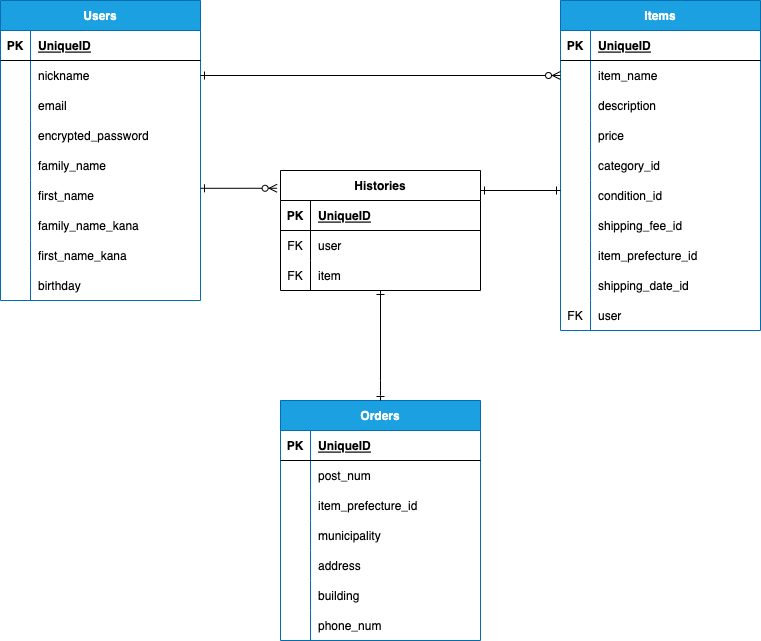 Users
PK UniqueID
nickname
email
encrypted_password
family_name
first_name
family_name_kana
first_name_kana
birthday
Items
PK UniqueID
item_name
description
price
category_id
condition_id
shipping_fee_id
item_prefecture_id
shipping_date_id
FK user
Histories
PK UniqueID
FK user
FK item
Orders
PK UniqueID
post_num
item_prefecture_id
municipality
address
building
phone_num